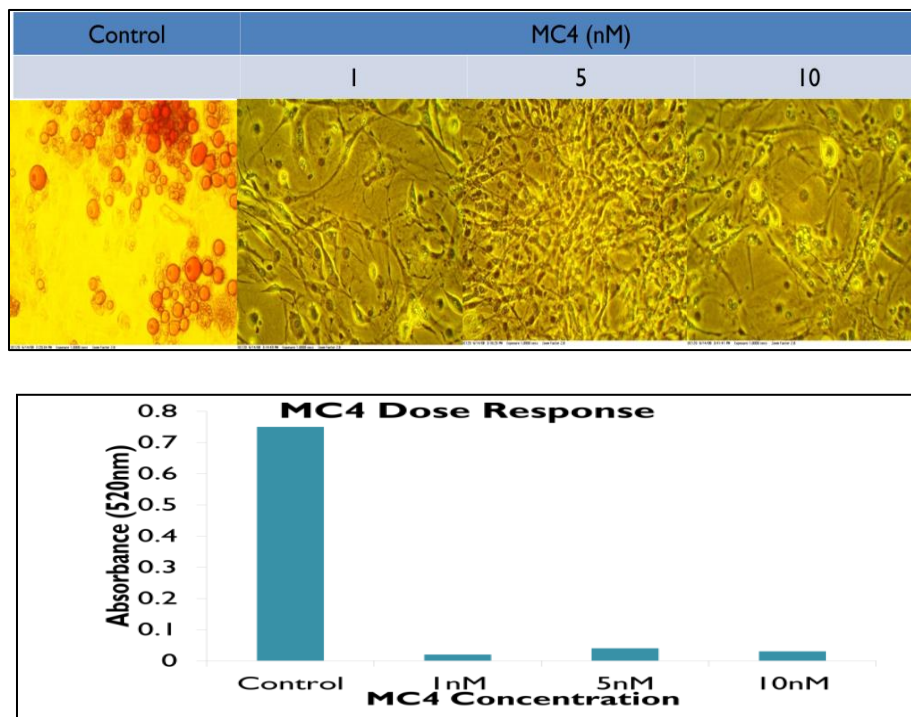 Control MC4 (nM)
1 5 10
MC4 Dose Response
Absorbance (520nm)
0.8
0.7
0.6
0.5
0.4
0.3
0.2
0.1
0
Control 1nM 5nM 10nM
MC4 Concentration